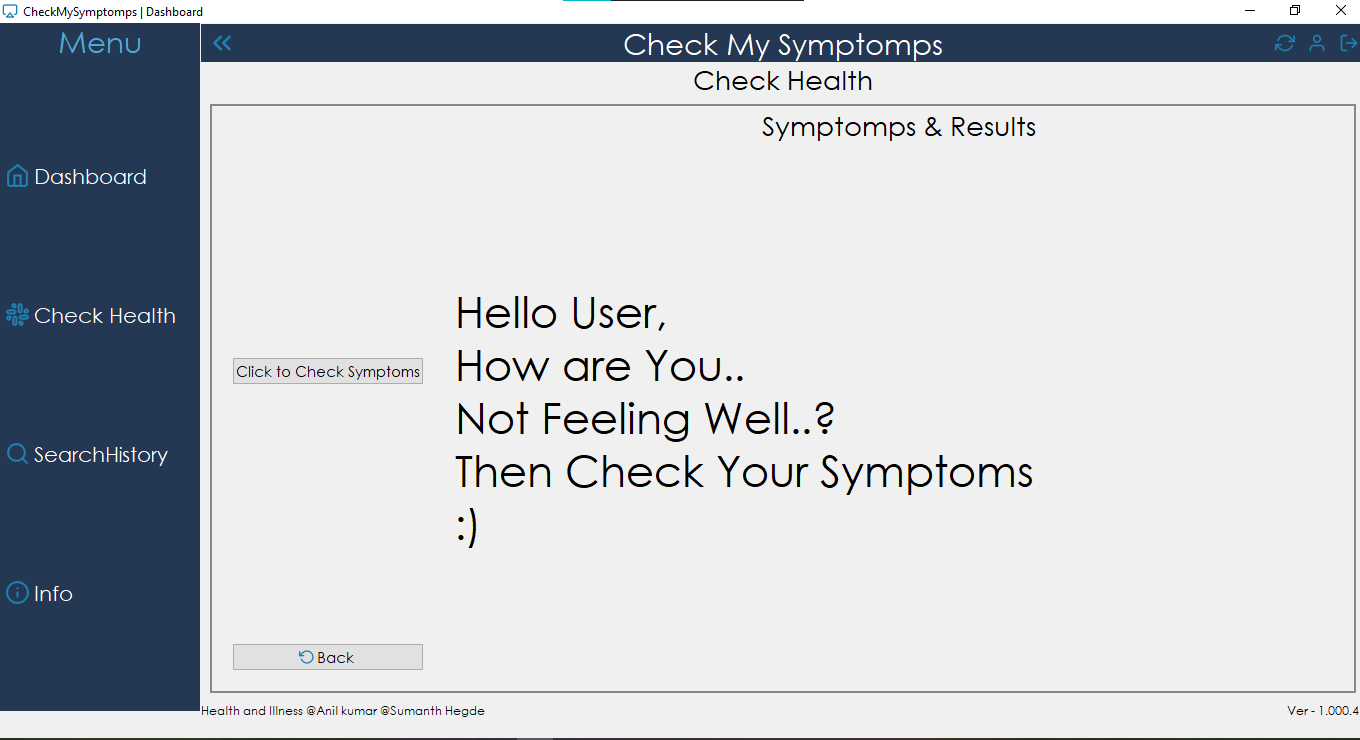 CheckMySymptomps | Dashboard
Menu
Check My Symptomps
Check Health
Symptomps & Results
Dashboard
Check Health
SearchHistory
Info
Click to Check Symptoms
Hello User,
How are You..
Not Feeling Well..?
Then Check Your Symptoms
:)
Back
Health and Illness @Anil kumar @Sumanth Hegde
Ver - 1.000.4